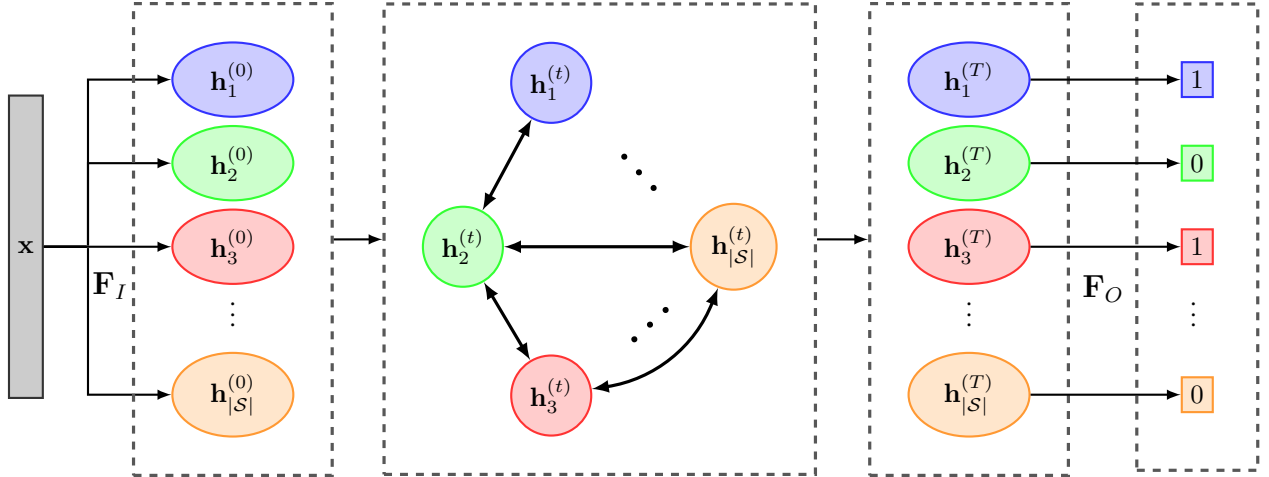 x
F_I
h_1^{(0)}
h_2^{(0)}
h_3^{(0)}
⋮
h_{|𝒮|}^{(0)}
h_1^{(t)}
h_2^{(t)}
h_{|𝒮|}^{(t)}
h_3^{(t)}
h_1^{(T)}
h_2^{(T)}
h_3^{(T)}
⋮
h_{|𝒮|}^{(T)}
F_O
1
0
1
⋮
0